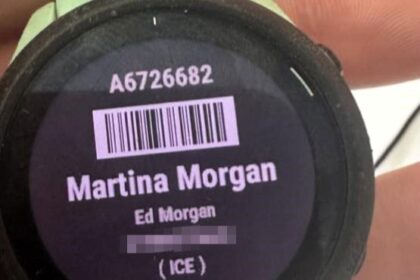 A6726682
Martina Morgan
Ed Morgan
( ICE )